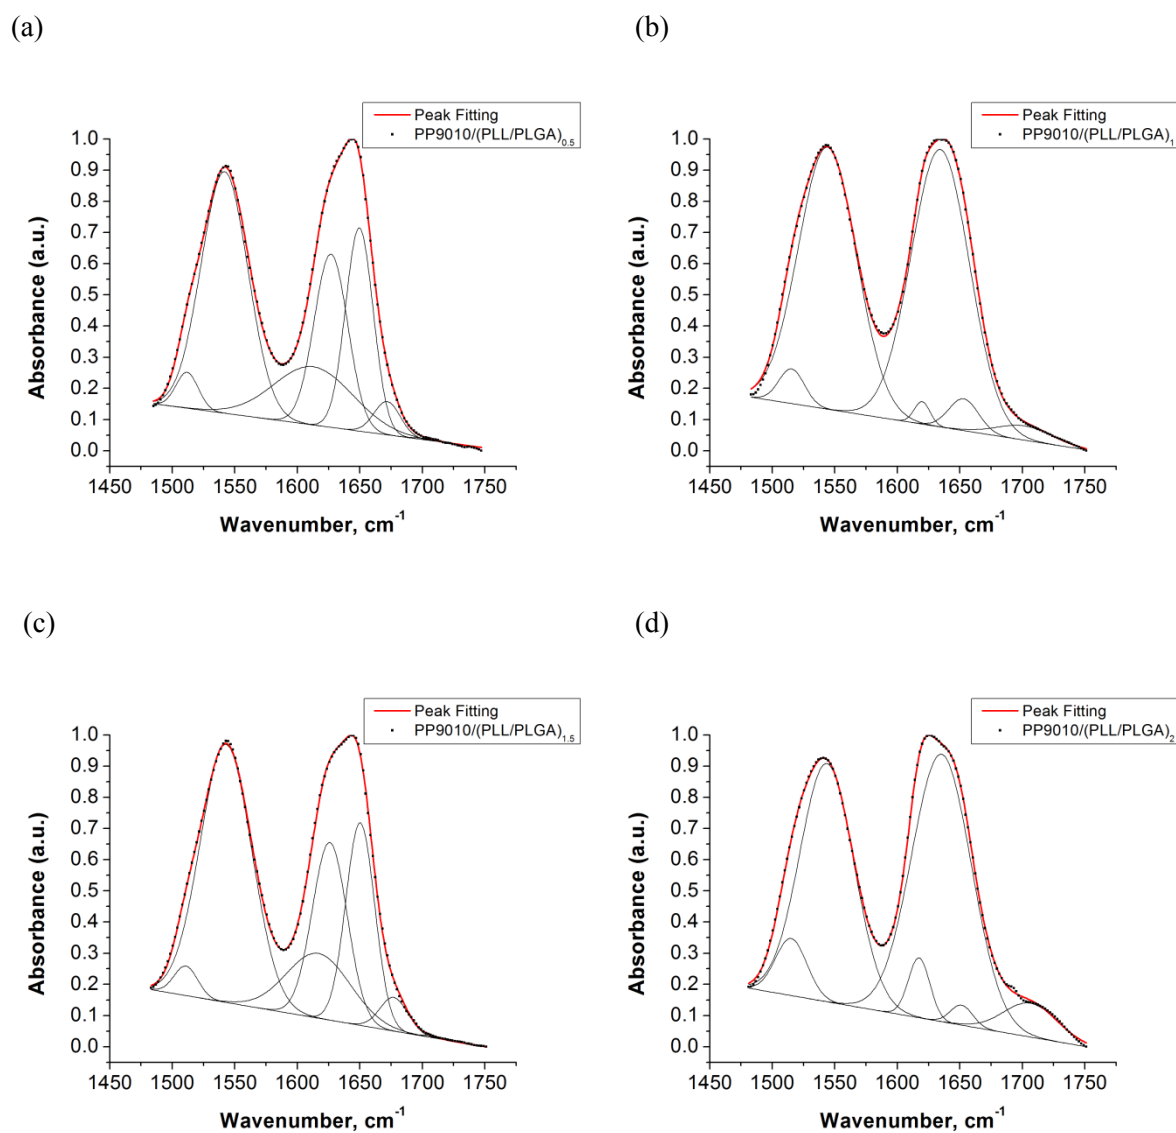 (a)
Peak Fitting
PP9010/(PLL/PLGA)0.5
1.0
0.9
0.8
0.7
0.6
0.5
0.4
0.3
0.2
0.1
0.0
Absorbance (a.u.)
1450 1500 1550 1600 1650 1700 1750
Wavenumber, cm-1
(b)
Peak Fitting
PP9010/(PLL/PLGA)1
1.0
0.9
0.8
0.7
0.6
0.5
0.4
0.3
0.2
0.1
0.0
Absorbance (a.u.)
1450 1500 1550 1600 1650 1700 1750
Wavenumber, cm-1
(c)
Peak Fitting
PP9010/(PLL/PLGA)1.5
1.0
0.9
0.8
0.7
0.6
0.5
0.4
0.3
0.2
0.1
0.0
Absorbance (a.u.)
1450 1500 1550 1600 1650 1700 1750
Wavenumber, cm-1
(d)
Peak Fitting
PP9010/(PLL/PLGA)2
1.0
0.9
0.8
0.7
0.6
0.5
0.4
0.3
0.2
0.1
0.0
Absorbance (a.u.)
1450 1500 1550 1600 1650 1700 1750
Wavenumber, cm-1